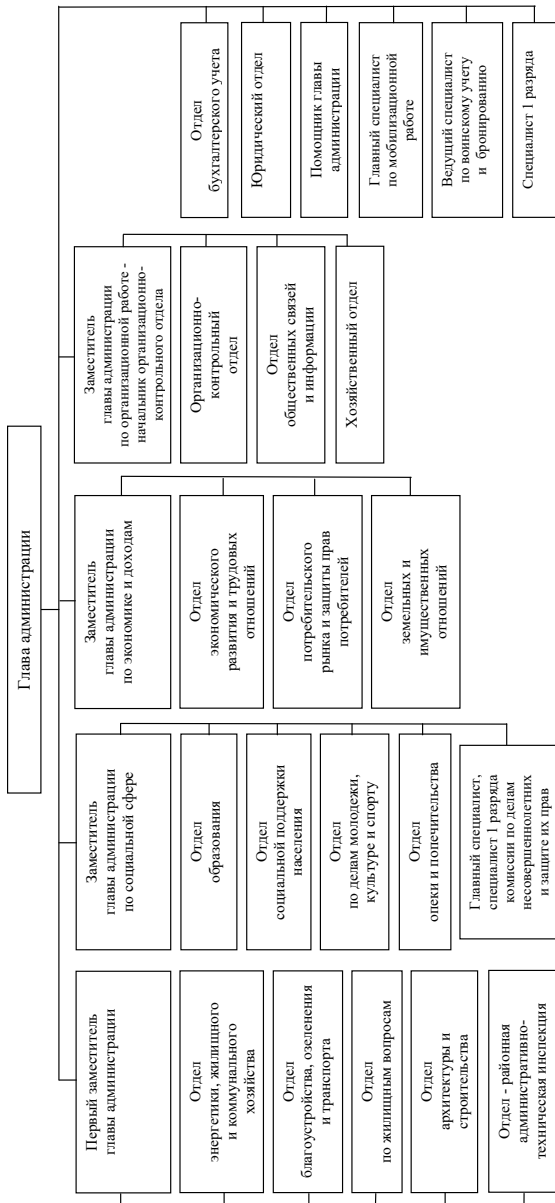 Глава администрации
Первый заместитель
главы администрации
Отдел
энергетики, жилищного
и коммунального
хозяйства
Отдел
благоустройства, озеленения
и транспорта
Отдел
по жилищным вопросам
Отдел
архитектуры и
строительства
Отдел - районная
административно-
техническая инспекция
Заместитель
главы администрации
по социальной сфере
Отдел
образования
Отдел
социальной поддержки
населения
Отдел
по делам молодежи,
культуре и спорту
Отдел
опеки и попечительства
Главный специалист,
специалист 1 разряда
комиссии по делам
несовершеннолетних
и защите их прав
Заместитель
главы администрации
по экономике и доходам
Отдел
экономического
развития и трудовых
отношений
Отдел
потребительского
рынка и защиты прав
потребителей
Отдел
земельных и
имущественных
отношений
Заместитель
главы администрации
по организационной работе -
начальник организационно-
контрольного отдела
Организационно-
контрольный
отдел
Отдел
общественных связей
и информации
Хозяйственный отдел
Отдел
бухгалтерского учета
Юридический отдел
Помощник главы
администрации
Главный специалист
по мобилизационной
работе
Ведущий специалист
по воинскому учету
и бронированию
Специалист 1 разряда